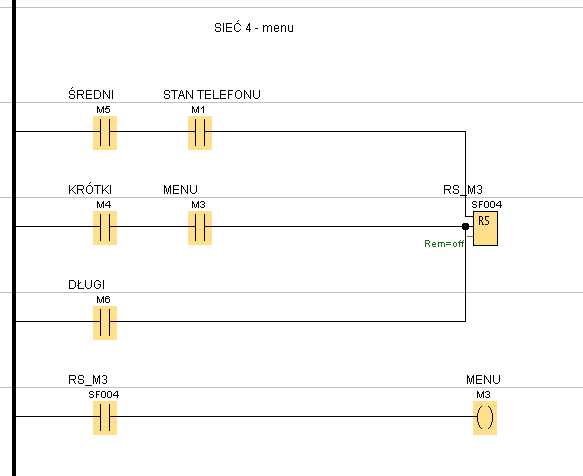 SIEĆ 4 - menu
ŚREDNI STAN TELEFONU
M5 M1
KRÓTKI MENU RS_M3
M4 M3 SF004
RS
Rem=off
DŁUGI
M6
RS_M3 MENU
SF004 M3